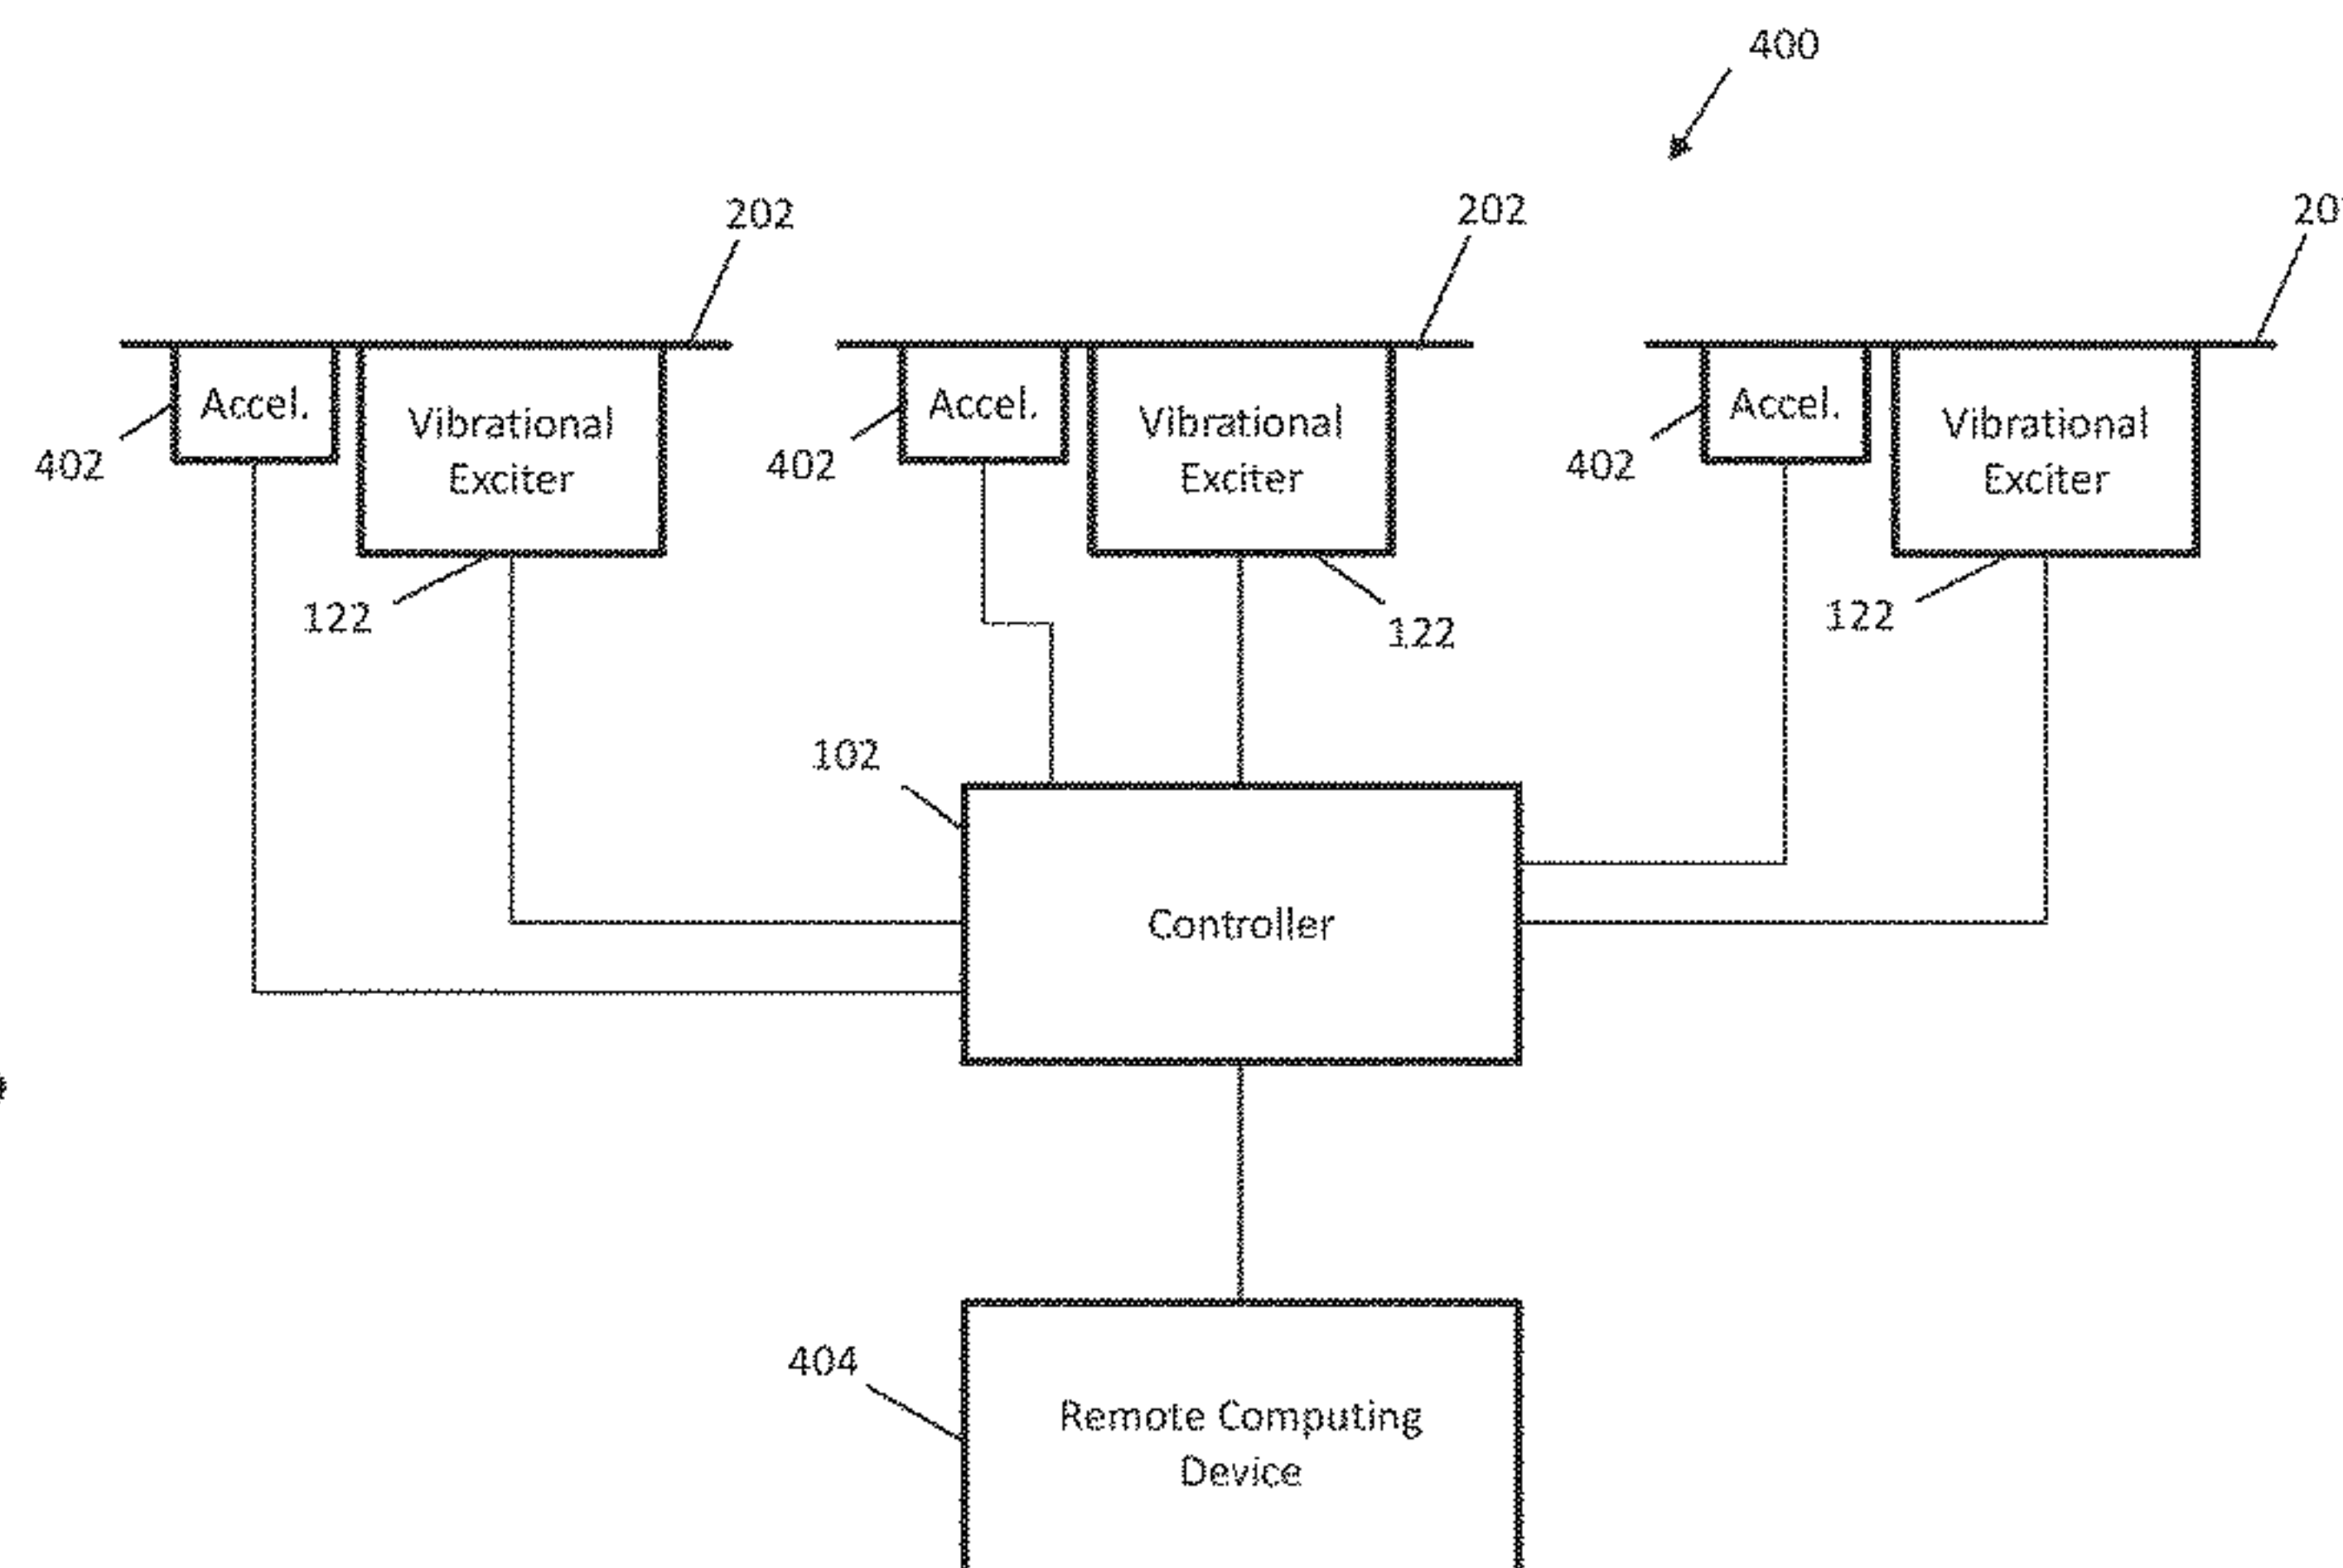 400
202
202
Accel.
Vibrational
Exciter
Accel.
Vibrational
Exciter
Accel.
Vibrational
Exciter
402
402
402
122
122
122
102
Controller
404
Remote Computing
Device